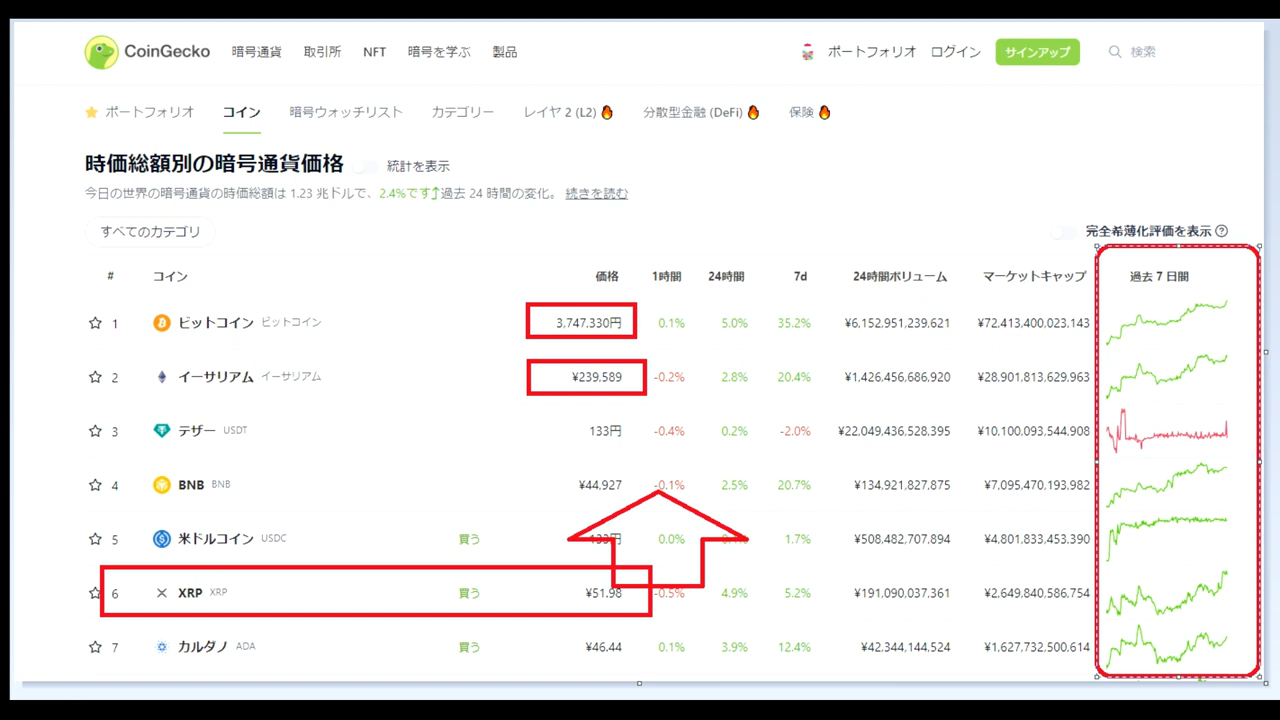 CoinGecko 暗号通貨 取引所 NFT 暗号を学ぶ 製品 ポートフォリオ ログイン サインアップ 検索
ポートフォリオ コイン 暗号ウォッチリスト カテゴリー レイヤ 2 (L2) 分散型金融 (DeFi) 保険
時価総額別の暗号通貨価格 統計を表示
今日の世界の暗号通貨の時価総額は 1.23 兆ドルで、2.4%です 過去 24 時間の変化。 続きを読む
すべてのカテゴリ 完全希薄化評価を表示
# コイン 価格 1時間 24時間 7d 24時間ボリューム マーケットキャップ 過去 7 日間
1 ビットコイン ビットコイン 3,747,330円 0.1% 5.0% 35.2% ¥6,152,951,239,621 ¥72,413,400,023,143
2 イーサリアム イーサリアム ¥239,589 -0.2% 2.8% 20.4% ¥1,426,456,686,920 ¥28,901,813,629,963
3 テザー USDT 133円 -0.4% 0.2% -2.0% ¥22,049,436,528,395 ¥10,100,093,544,908
4 BNB BNB ¥44,927 -0.1% 2.5% 20.7% ¥134,921,827,875 ¥7,095,470,193,982
5 米ドルコイン USDC 買う 133円 0.0% 1.7% ¥508,482,707,894 ¥4,801,833,453,390
6 XRP XRP 買う ¥51.98 -0.5% 4.9% 5.2% ¥191,090,037,361 ¥2,649,840,586,754
7 カルダノ ADA 買う ¥46.44 0.1% 3.9% 12.4% ¥42,344,144,524 ¥1,627,732,500,614